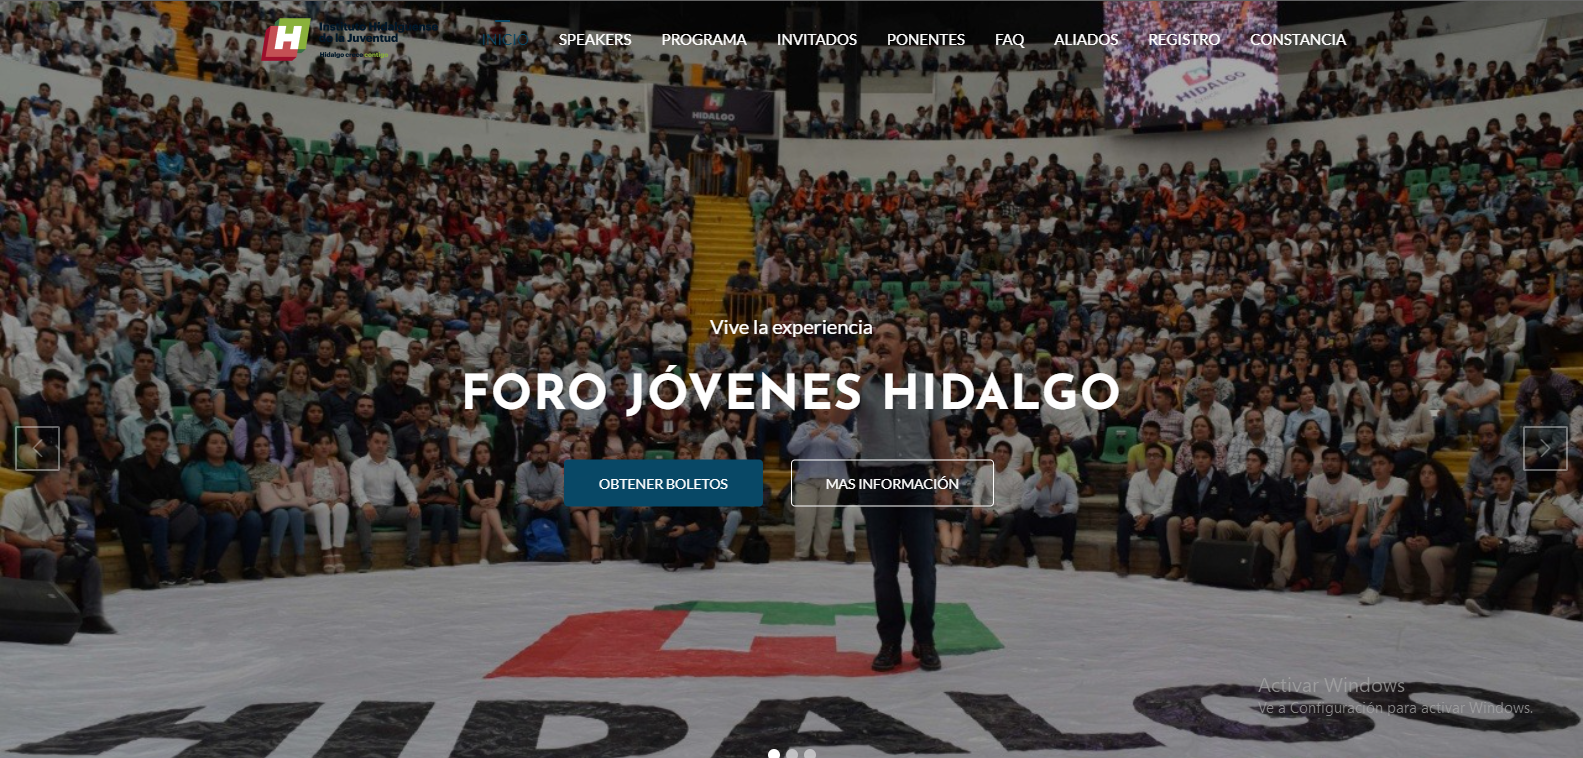 H
Instituto Hidalguense
de la Juventud
Hidalgo crece contigo
INICIO
SPEAKERS
PROGRAMA
INVITADOS
PONENTES
FAQ
ALIADOS
REGISTRO
CONSTANCIA
HIDALGO
HIDALGO
Vive la experiencia
FORO JÓVENES HIDALGO
OBTENER BOLETOS
MAS INFORMACIÓN
HIDALGO
Activar Windows
Ve a Configuración para activar Windows.